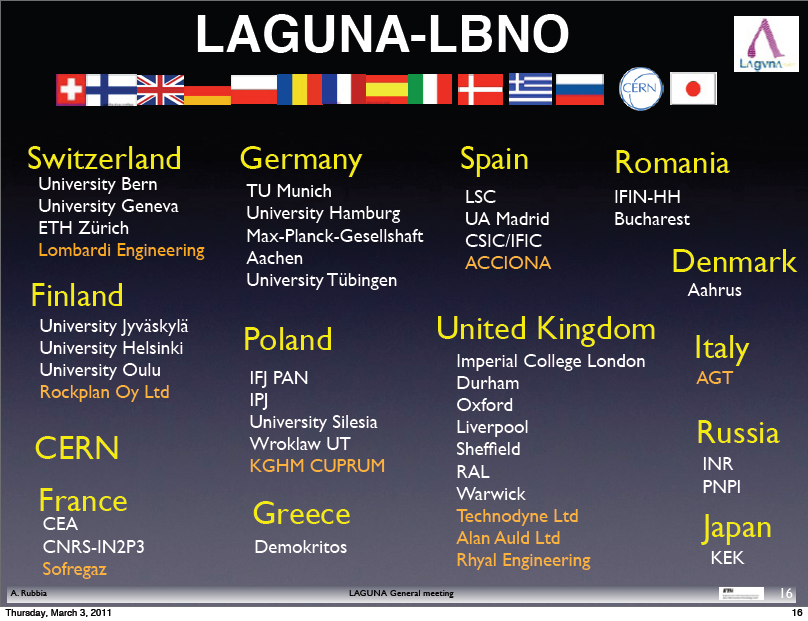 LAGUNA-LBNO
LAGUNA
CERN
Switzerland
University Bern
University Geneva
ETH Zürich
Lombardi Engineering
Finland
University Jyväskylä
University Helsinki
University Oulu
Rockplan Oy Ltd
CERN
France
CEA
CNRS-IN2P3
Sofregaz
Germany
TU Munich
University Hamburg
Max-Planck-Gesellshaft
Aachen
University Tübingen
Poland
IFJ PAN
IPJ
University Silesia
Wroklaw UT
KGHM CUPRUM
Greece
Demokritos
Spain
LSC
UA Madrid
CSIC/IFIC
ACCIONA
United Kingdom
Imperial College London
Durham
Oxford
Liverpool
Sheffield
RAL
Warwick
Technodyne Ltd
Alan Auld Ltd
Rhyal Engineering
Romania
IFIN-HH
Bucharest
Denmark
Aahrus
Italy
AGT
Russia
INR
PNPI
Japan
KEK
A. Rubbia
LAGUNA General meeting
16
Thursday, March 3, 2011
16